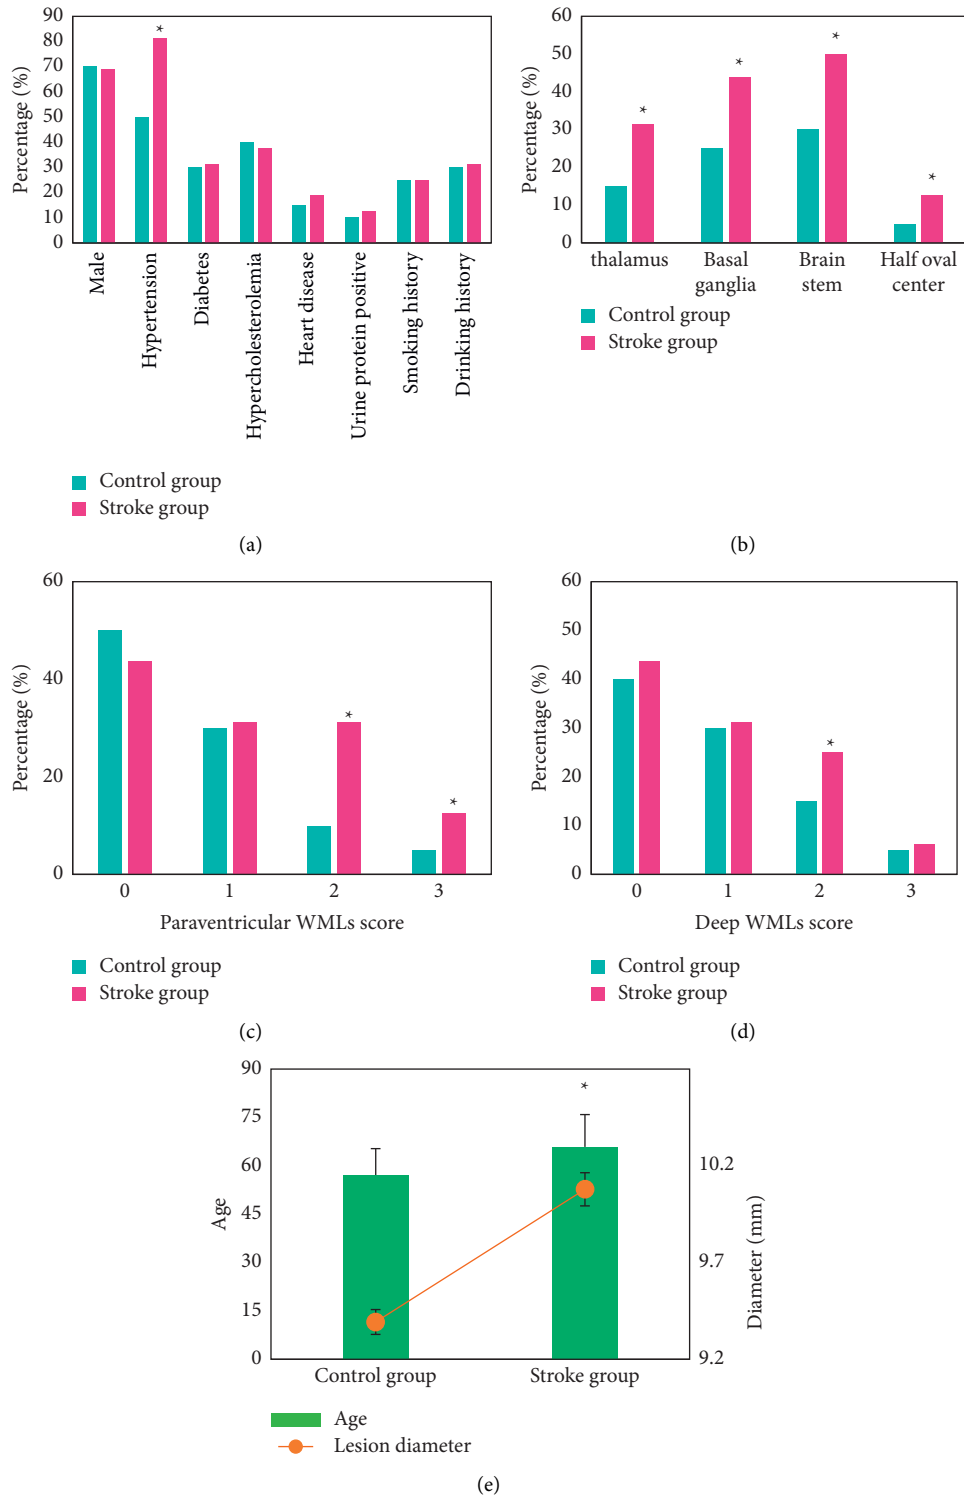 90
80
70
60
50
40
30
20
10
0
Percentage (%)
*
Male
Hypertension
Diabetes
Hypercholesterolemia
Heart disease
Urine protein positive
Smoking history
Drinking history
Control group
Stroke group
(a)
60
50
40
30
20
10
0
Percentage (%)
*
*
*
*
thalamus
Basal
ganglia
Brain
stem
Half oval
center
Control group
Stroke group
(b)
60
40
20
0
Percentage (%)
*
*
0 1 2 3
Paraventricular WMLs score
Control group
Stroke group
(c)
60
50
40
30
20
10
0
Percentage (%)
*
0 1 2 3
Deep WMLs score
Control group
Stroke group
(d)
90
75
60
45
30
15
0
Age
*
10.2
9.7
9.2
Diameter (mm)
Control group
Stroke group
Age
Lesion diameter
(e)